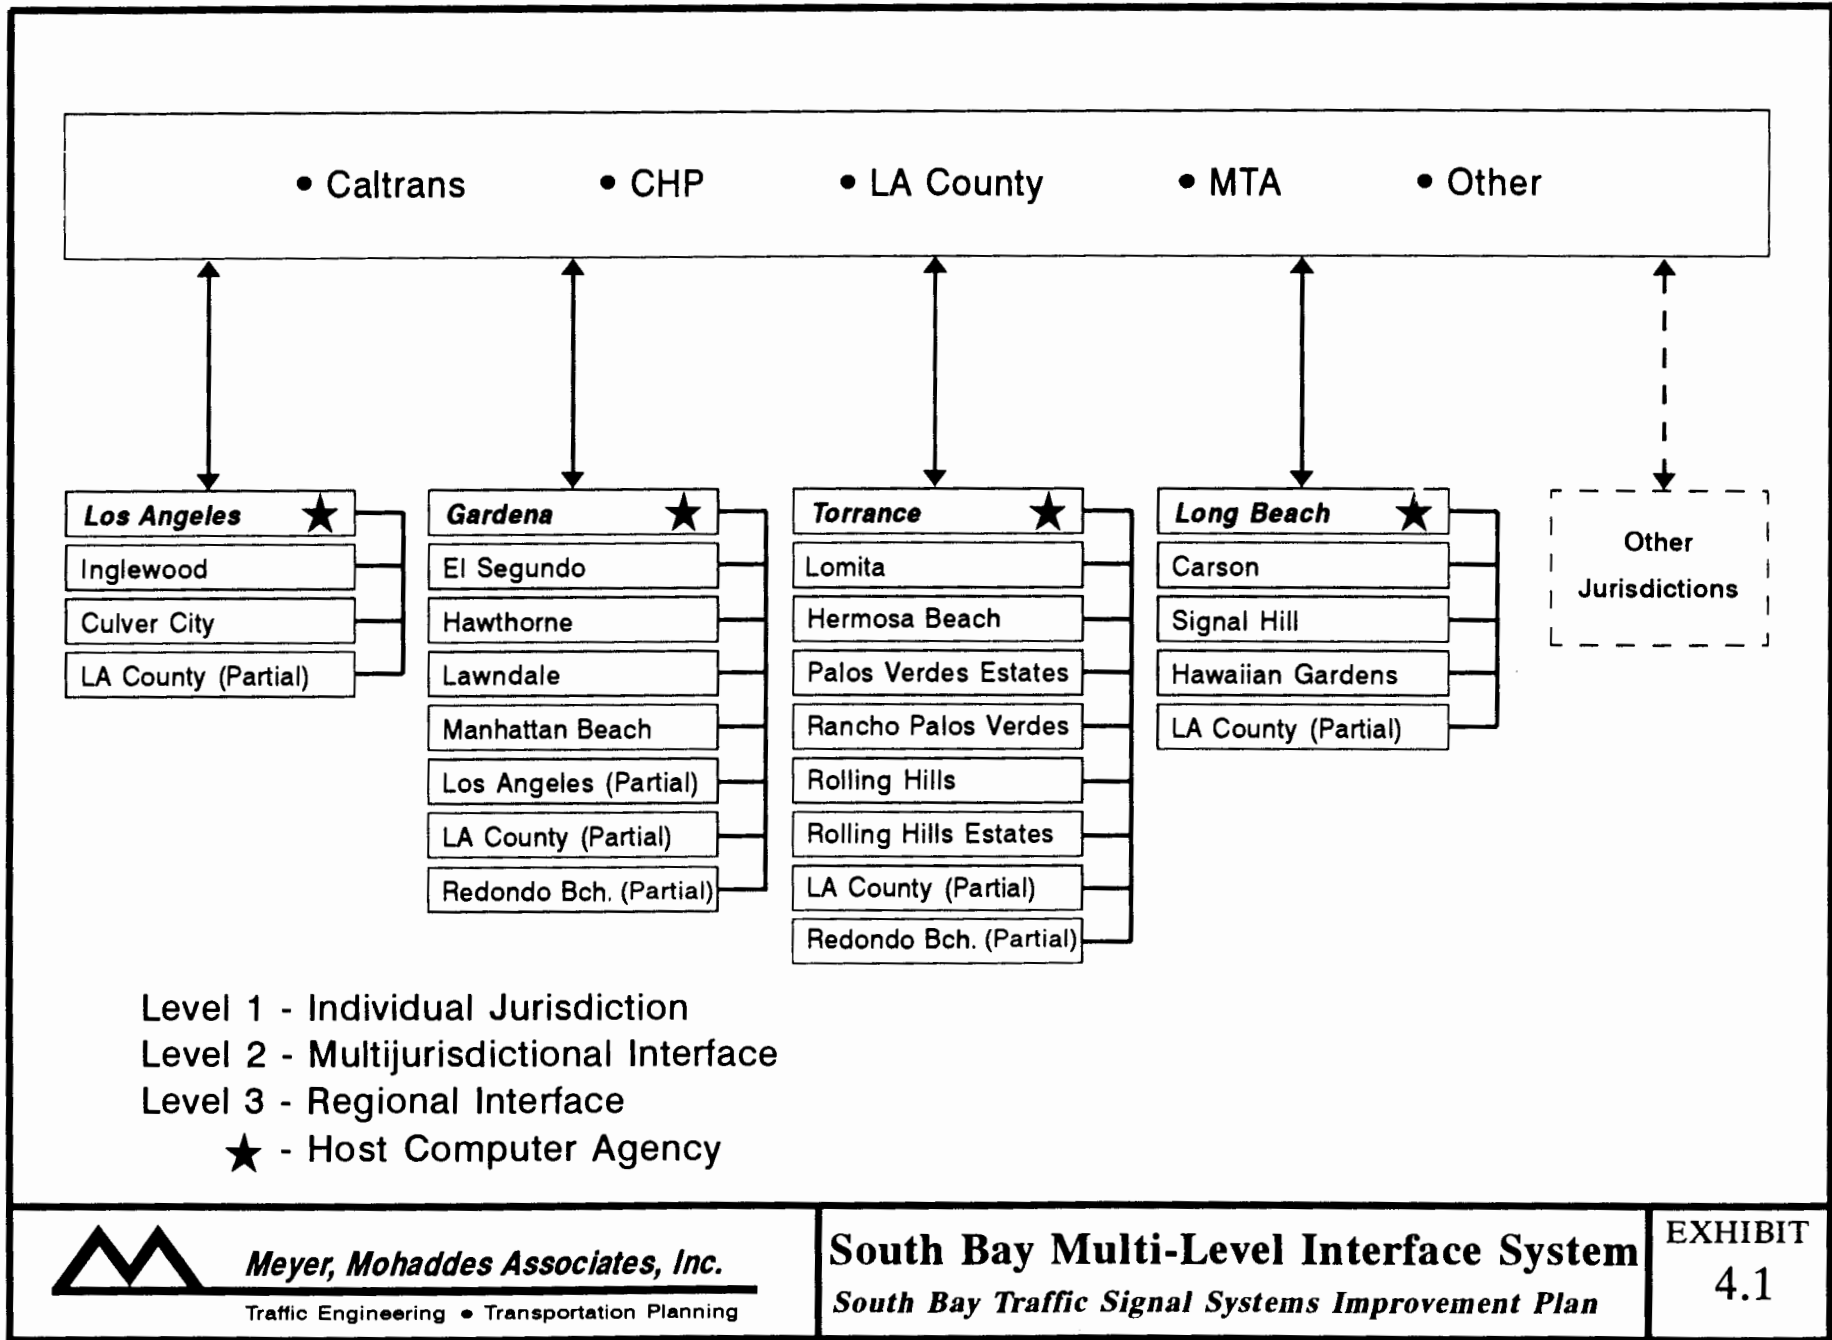 • Caltrans • CHP • LA County • MTA • Other
Los Angeles
Inglewood
Culver City
LA County (Partial)
Gardena
El Segundo
Hawthorne
Lawndale
Manhattan Beach
Los Angeles (Partial)
LA County (Partial)
Redondo Bch. (Partial)
Torrance
Lomita
Hermosa Beach
Palos Verdes Estates
Rancho Palos Verdes
Rolling Hills
Rolling Hills Estates
LA County (Partial)
Redondo Bch. (Partial)
Long Beach
Carson
Signal Hill
Hawaiian Gardens
LA County (Partial)
Other
Jurisdictions
Level 1 - Individual Jurisdiction
Level 2 - Multijurisdictional Interface
Level 3 - Regional Interface
★ - Host Computer Agency
Meyer, Mohaddes Associates, Inc.
Traffic Engineering • Transportation Planning
South Bay Multi-Level Interface System
South Bay Traffic Signal Systems Improvement Plan
EXHIBIT
4.1